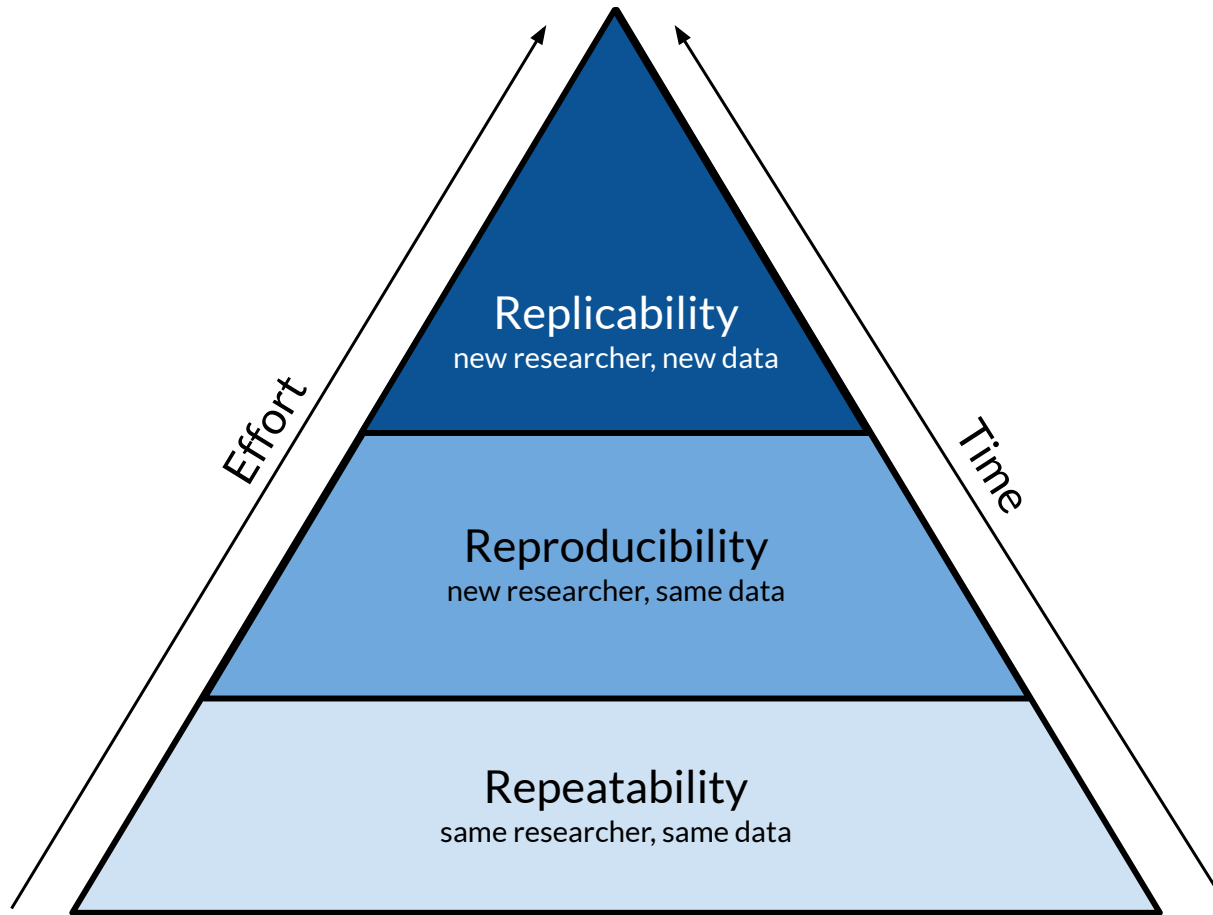 Replicability
new researcher, new data
Effort
Time
Reproducibility
new researcher, same data
Repeatability
same researcher, same data